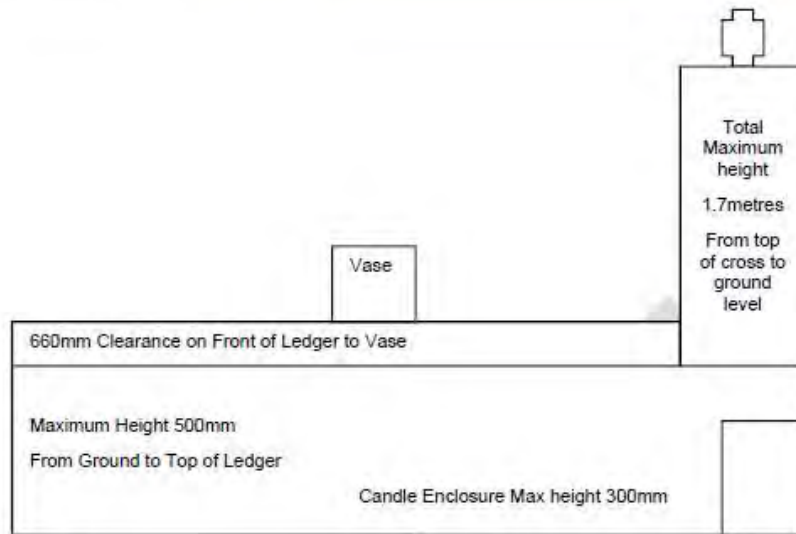 Total
Maximum
height
1.7metres
From top
of cross to
ground
level
Vase
660mm Clearance on Front of Ledger to Vase
Maximum Height 500mm
From Ground to Top of Ledger
Candle Enclosure Max height 300mm